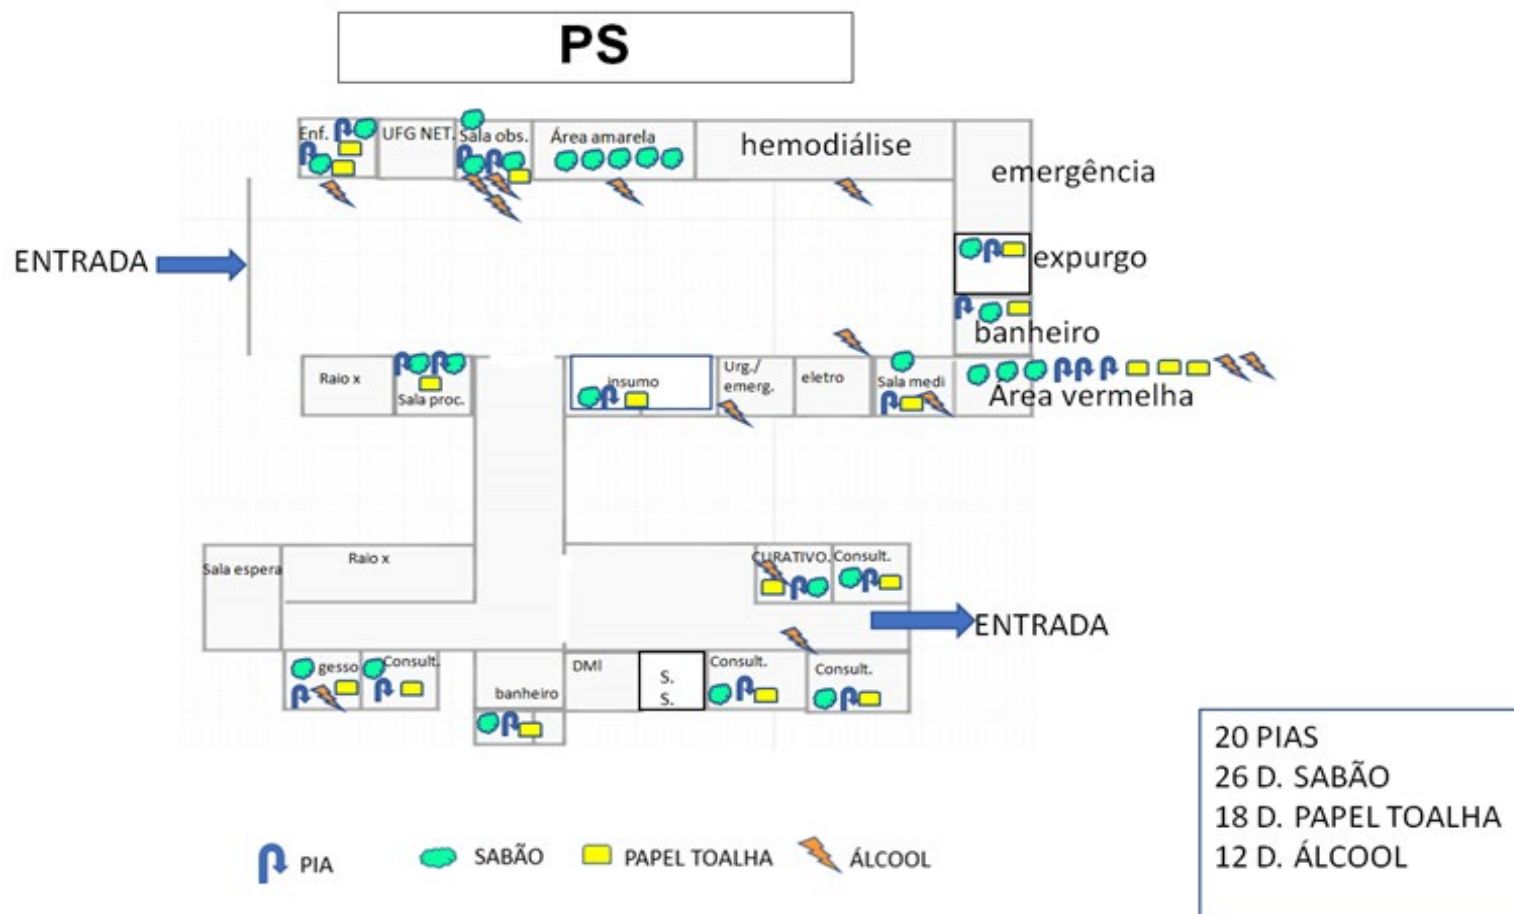 PS
Enf.
UFG NET.
Sala obs.
Área amarela
hemodiálise
emergência
ENTRADA
expurgo
banheiro
Raio x
Sala proc.
insumo
Urg./
emerg.
eletro
Sala medi
Área vermelha
Sala espera
Raio x
CURATIVO.
Consult.
ENTRADA
gesso
Consult.
banheiro
DMI
S.
S.
Consult.
Consult.
20 PIAS
26 D. SABÃO
18 D. PAPEL TOALHA
12 D. ÁLCOOL
PIA
SABÃO
PAPEL TOALHA
ÁLCOOL